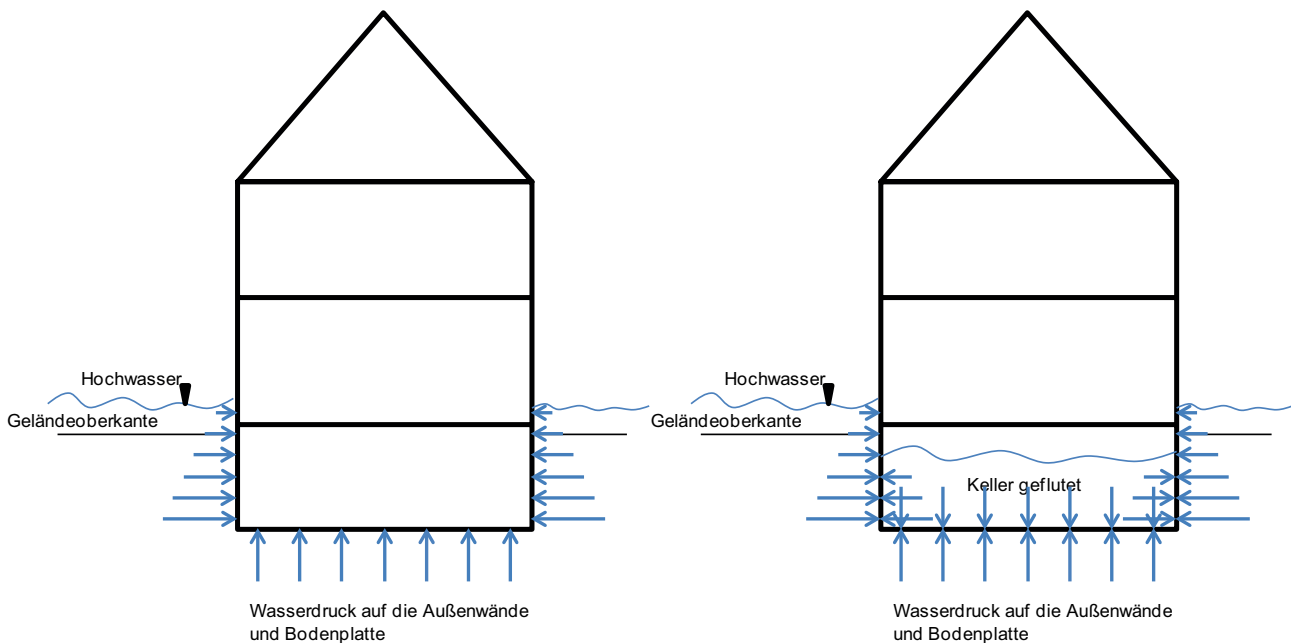 Hochwasser
Geländeoberkante
Wasserdruck auf die Außenwände
und Bodenplatte
Hochwasser
Geländeoberkante
Keller geflutet
Wasserdruck auf die Außenwände
und Bodenplatte